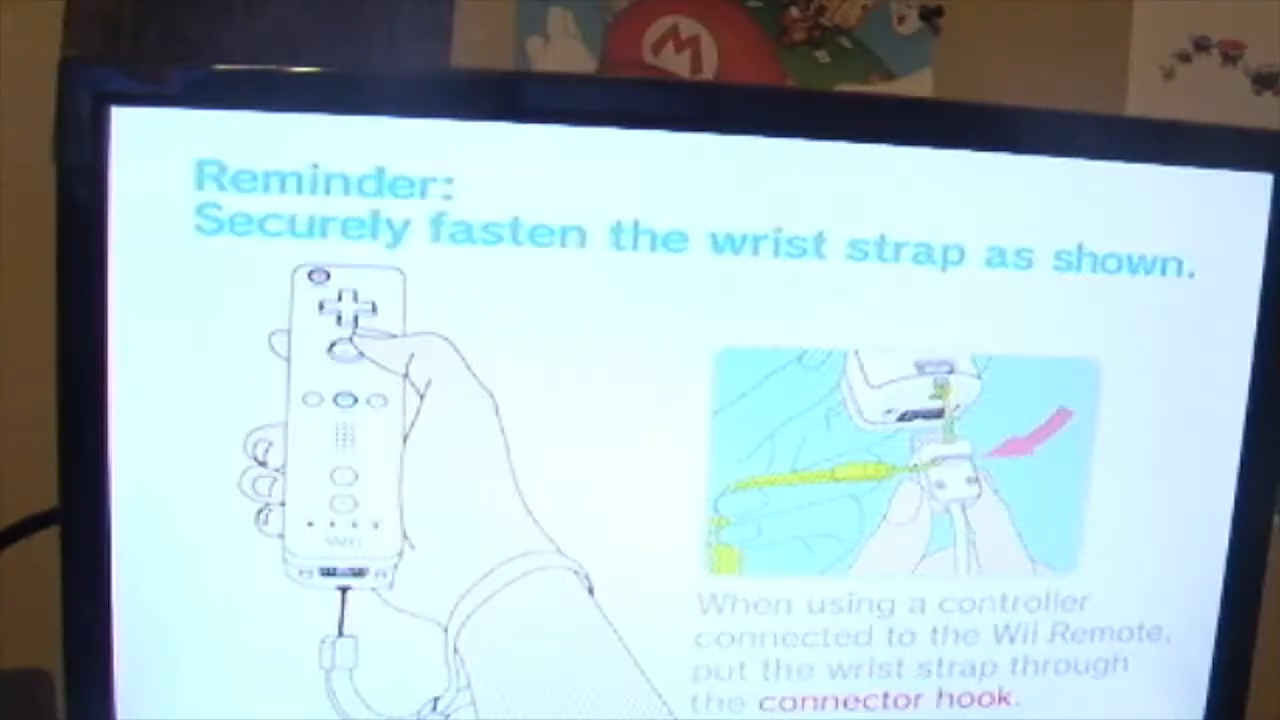 M
Reminder:
Securely fasten the wrist strap as shown.
Wii
When using a controller
connected to the Wii Remote,
put the wrist strap through
the connector hook.